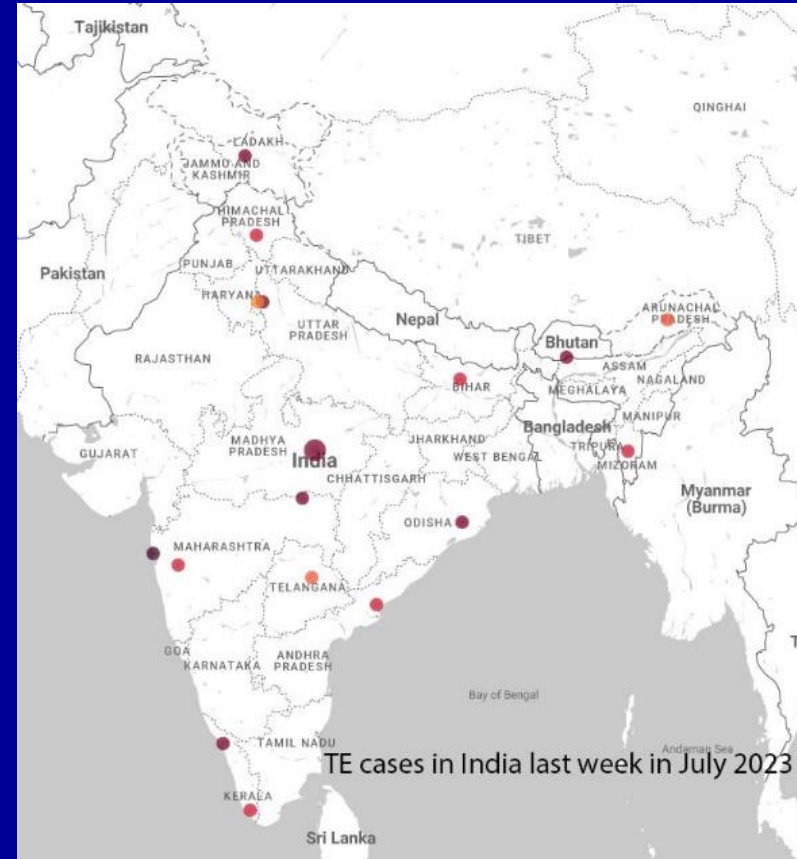 Tajikistan
QINGHAI
LADAKH
JAMMU AND
KASHMIR
HIMACHAL
PRADESH
TIBET
PUNJAB
UTTARAKHAND
Pakistan
HARYANA
Nepal
ARUNACHAL
PRADESH
UTTAR
PRADESH
Bhutan
RAJASTHAN
ASSAM
NAGALAND
BIHAR
MEGHALAYA
MANIPUR
Bangladesh
GUJARAT
MADHYA
PRADESH
India
JHARKHAND
TRIPURA
WEST BENGAL
MIZORAM
CHHATTISGARH
Myanmar
(Burma)
ODISHA
MAHARASHTRA
TELANGANA
T
GOA
KARNATAKA
ANDHRA
PRADESH
Bay of Bengal
TAMIL NADU
Andaman Sea
TE cases in India last week in July 2023
KERALA
Sri Lanka